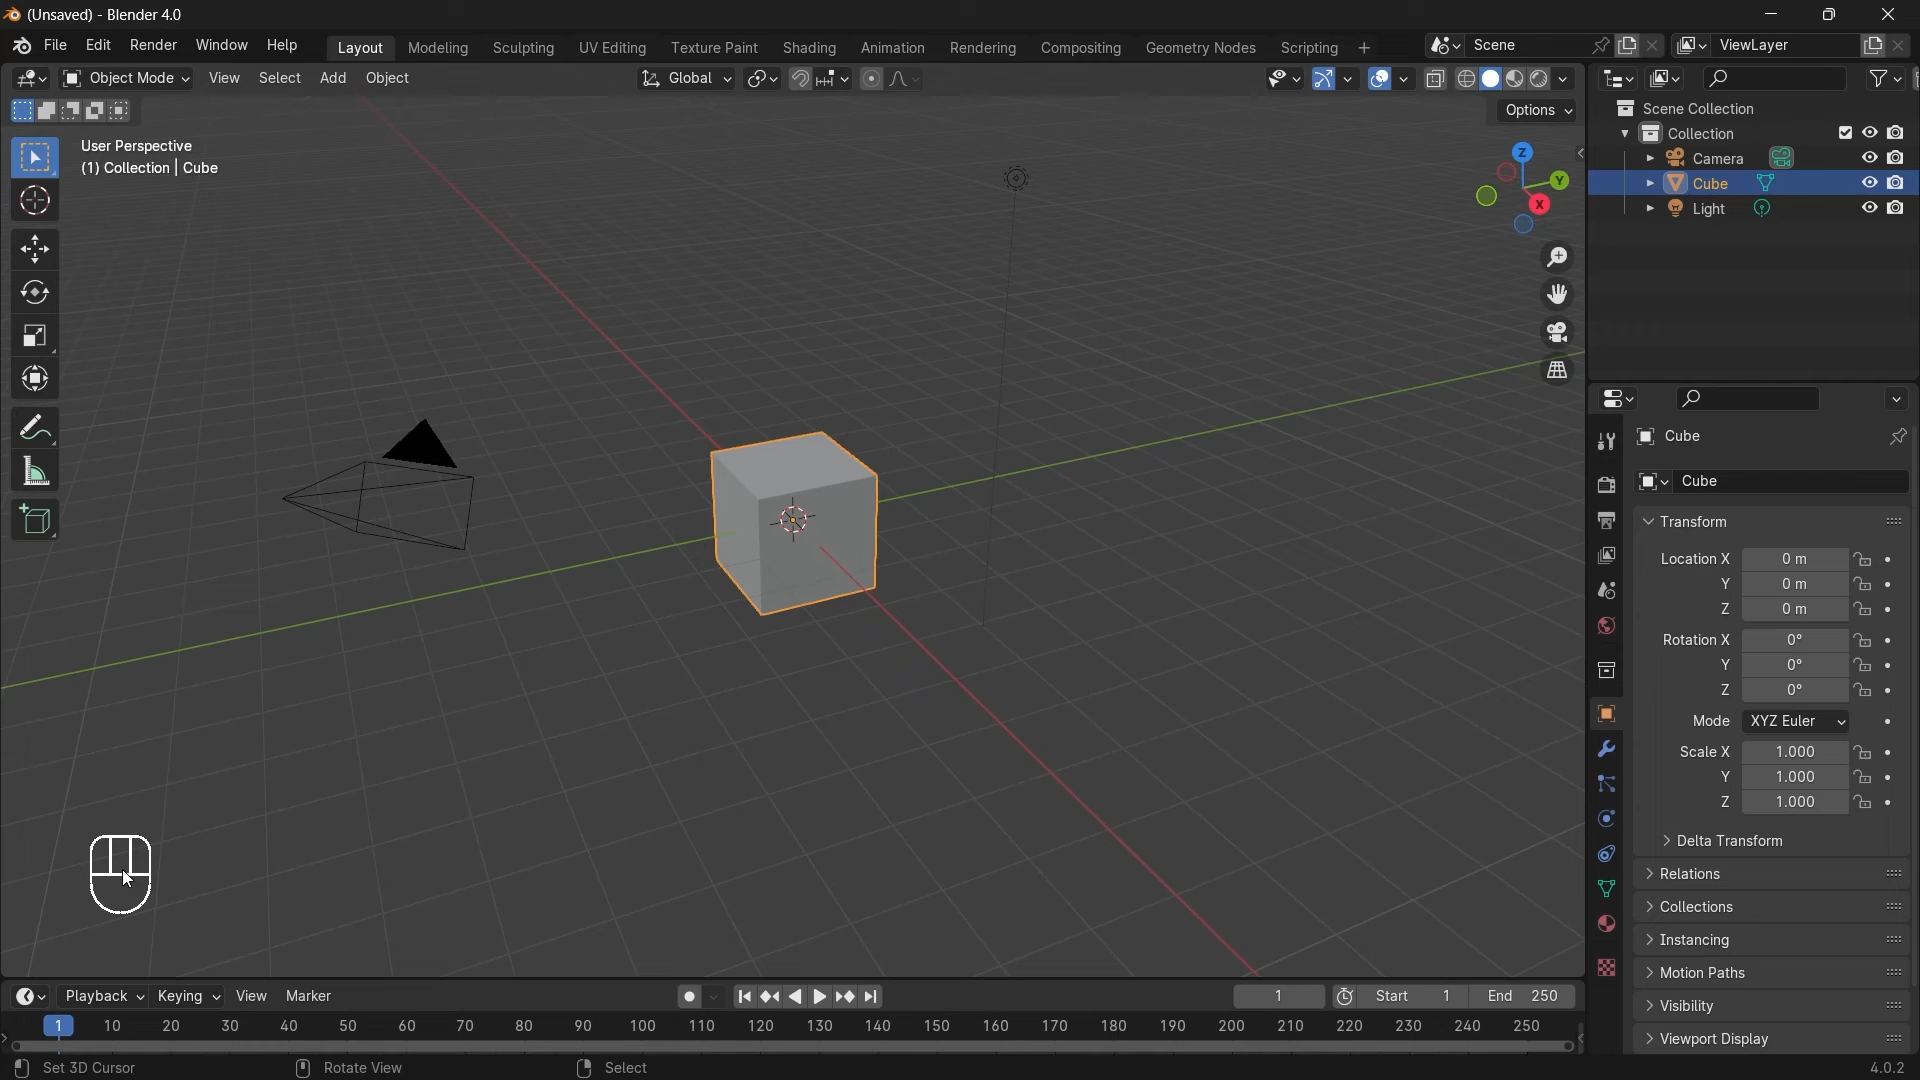 (Unsaved) - Blender 4.0
File Edit Render Window Help Layout Modeling Sculpting UV Editing Texture Paint Shading Animation Rendering Compositing Geometry Nodes Scripting + Scene ViewLayer
Object Mode View Select Add Object Global
Options
User Perspective
(1) Collection | Cube
Z
Y
X
Scene Collection
Collection
Camera
Cube
Light
Cube
Cube
Transform
Location X 0 m
Y 0 m
Z 0 m
Rotation X 0°
Y 0°
Z 0°
Mode XYZ Euler
Scale X 1.000
Y 1.000
Z 1.000
Delta Transform
Relations
Collections
Instancing
Motion Paths
Visibility
Viewport Display
Playback Keying View Marker 1 Start 1 End 250
1 10 20 30 40 50 60 70 80 90 100 110 120 130 140 150 160 170 180 190 200 210 220 230 240 250
Set 3D Cursor Rotate View Select 4.0.2